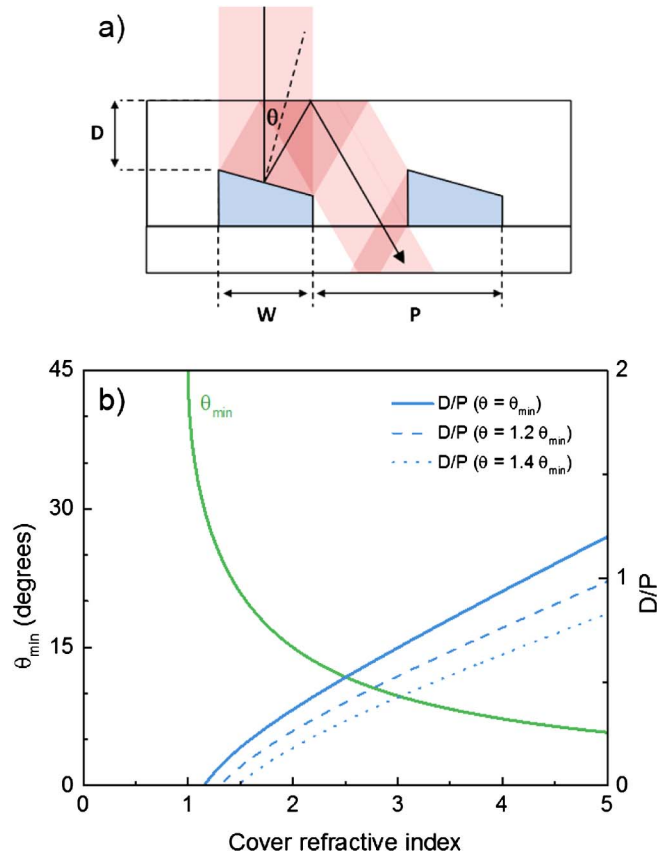 a)
θ
D
W
P
b)
θmin
D/P (θ = θmin)
D/P (θ = 1.2 θmin)
D/P (θ = 1.4 θmin)
45
30
15
0
θmin (degrees)
2
1
0
D/P
0 1 2 3 4 5
Cover refractive index